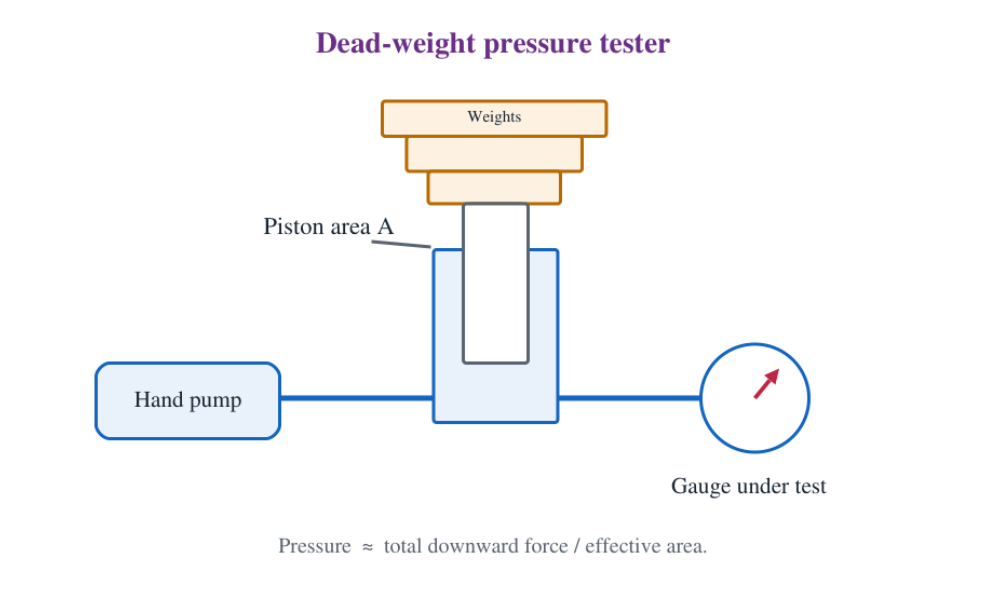 Dead-weight pressure tester
Weights
Piston area A
Hand pump
Gauge under test
Pressure ≈ total downward force / effective area.